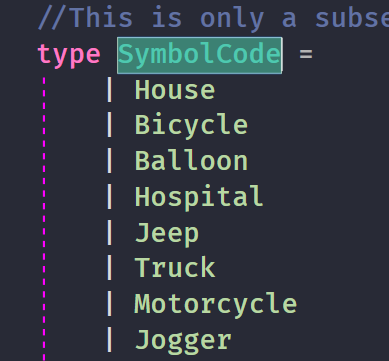 //This is only a subse
type SymbolCode =
| House
| Bicycle
| Balloon
| Hospital
| Jeep
| Truck
| Motorcycle
| Jogger